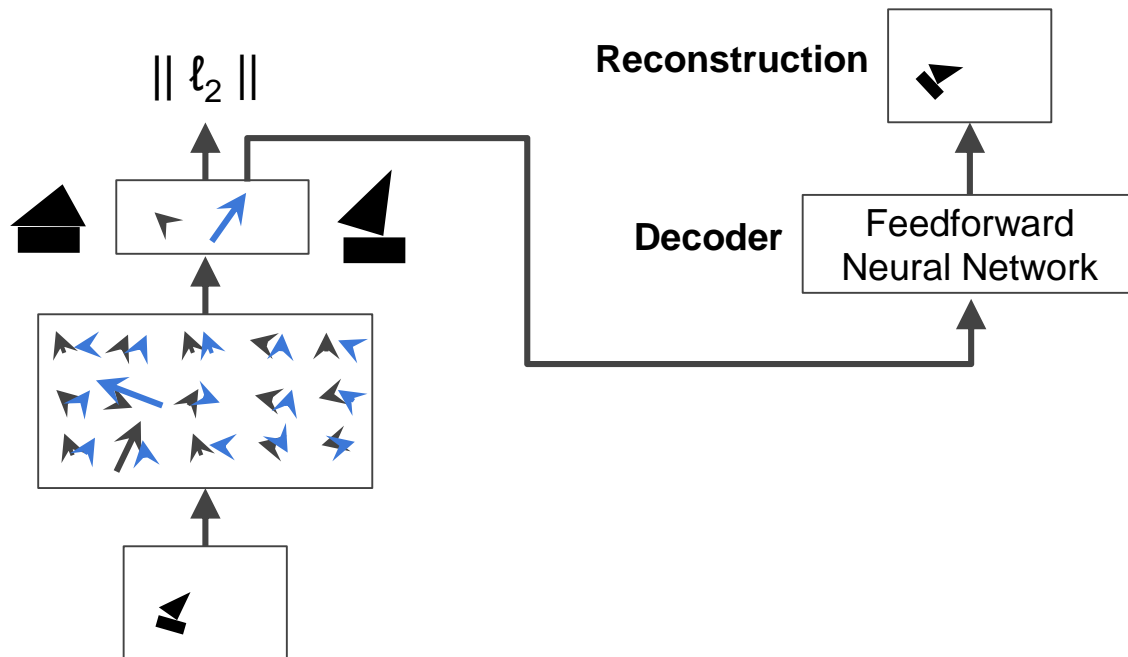 || ℓ₂ ||
Reconstruction
Decoder
Feedforward
Neural Network